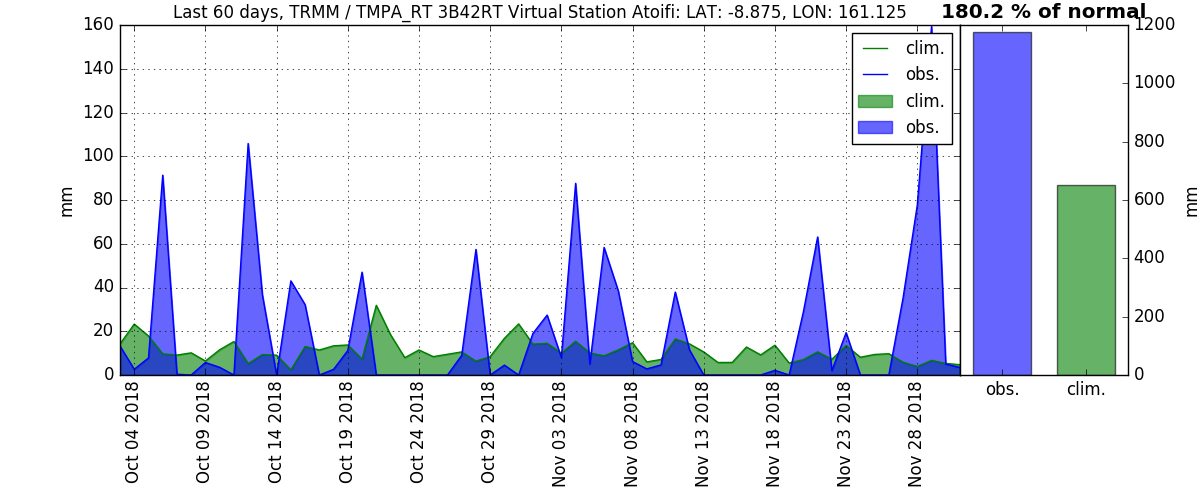 Last 60 days, TRMM / TMPA_RT 3B42RT Virtual Station Atoifi: LAT: -8.875, LON: 161.125
180.2 % of normal
160
140
120
100
80
60
40
20
0
mm
clim.
obs.
clim.
obs.
1200
1000
800
600
400
200
0
mm
obs.
clim.
Oct 04 2018
Oct 09 2018
Oct 14 2018
Oct 19 2018
Oct 24 2018
Oct 29 2018
Nov 03 2018
Nov 08 2018
Nov 13 2018
Nov 18 2018
Nov 23 2018
Nov 28 2018